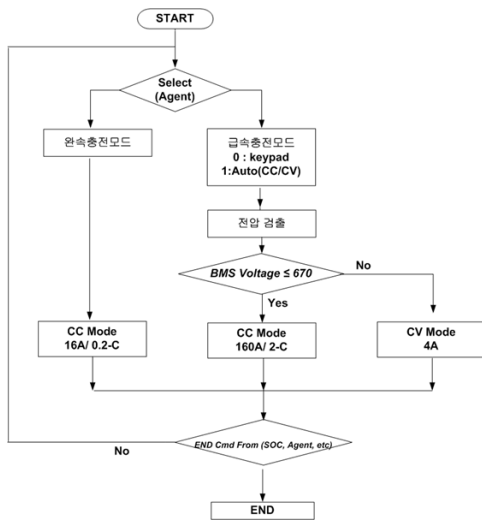 START
Select
(Agent)
완속충전모드
급속충전모드
0 : keypad
1:Auto(CC/CV)
전압 검출
BMS Voltage ≤ 670
No
Yes
CC Mode
16A/ 0.2-C
CC Mode
160A/ 2-C
CV Mode
4A
END Cmd From (SOC, Agent, etc)
No
END